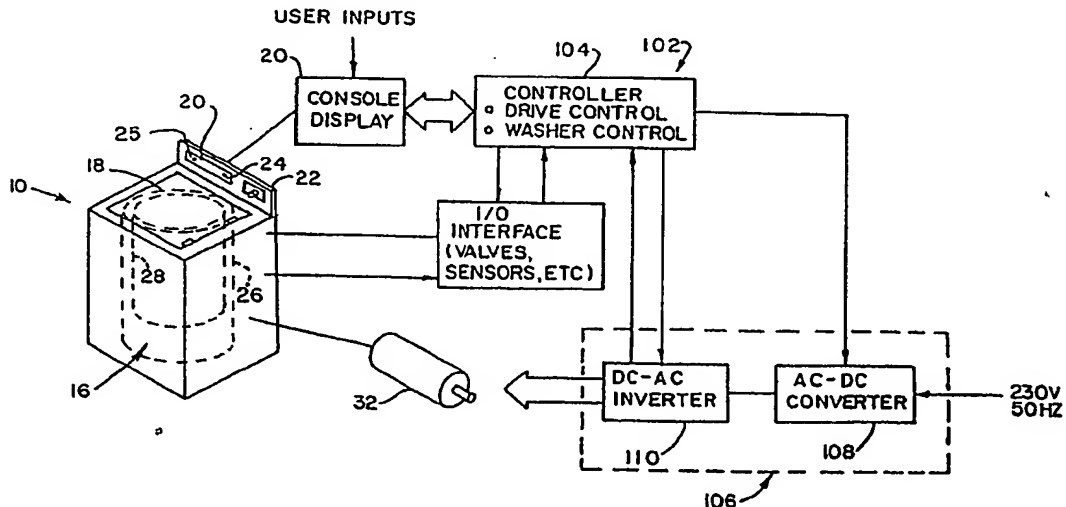 USER INPUTS
20
CONSOLE
DISPLAY
104
102
CONTROLLER
DRIVE CONTROL
WASHER CONTROL
25
20
18
24
22
10
I/O
INTERFACE
(VALVES,
SENSORS, ETC)
28
26
16
32
DC-AC
INVERTER
AC-DC
CONVERTER
230V
50HZ
110
108
106